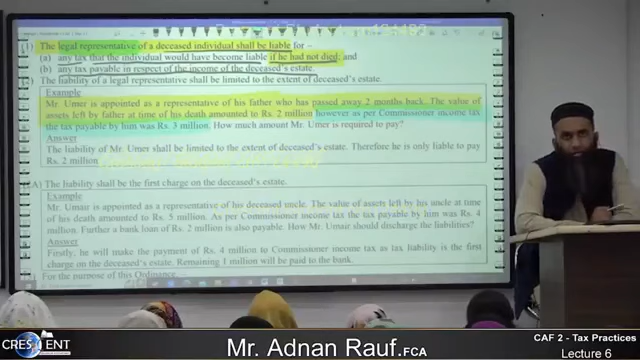 (1) The legal representative of a deceased individual shall be liable for –
(a) any tax that the individual would have become liable if he had not died; and
(b) any tax payable in respect of the income of the deceased's estate.
(2 The liability of a legal representative shall be limited to the extent of deceased's estate.
Example
Mr. Umer is appointed as a representative of his father who has passed away 2 months back. The value of
assets left by father at time of his death amounted to Rs. 2 million however as per Commissioner income tax
the tax payable by him was Rs. 3 million. How much amount Mr. Umer is required to pay?
Answer
The liability of Mr. Umer shall be limited to the extent of deceased's estate. Therefore he is only liable to pay
Rs. 2 million
A) The liability shall be the first charge on the deceased's estate.
Example
Mr. Umair is appointed as a representative of his deceased uncle. The value of assets left by his uncle at time
of his death amounted to Rs. 5 million. As per Commissioner income tax the tax payable by him was Rs. 4
million. Further a bank loan of Rs. 2 million is also payable. How Mr. Umair should discharge the liabilities?
Answer
Firstly, he will make the payment of Rs. 4 million to Commissioner income tax as tax liability is the first
charge on the deceased's estate. Remaining 1 million will be paid to the bank.
For the purpose of this Ordinance. –
CRESCENT
Mr. Adnan Rauf.FCA
CAF 2 - Tax Practices
Lecture 6